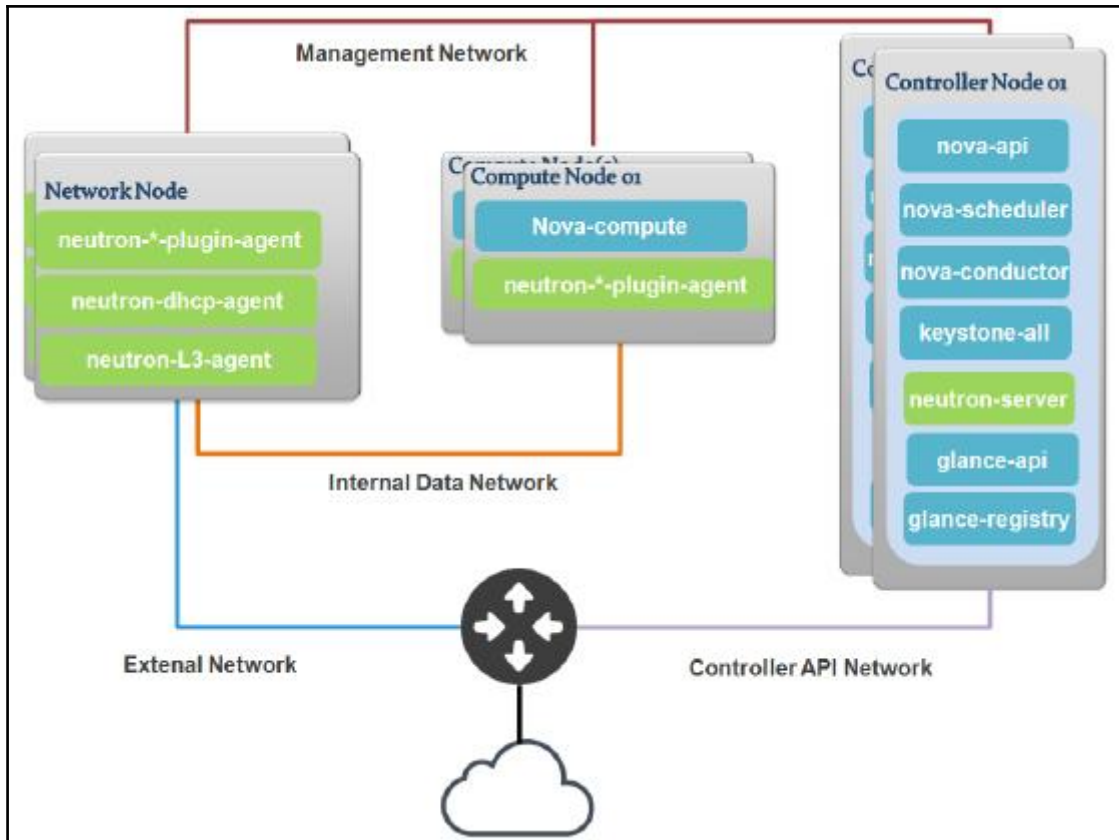 Management Network
Controller Node 01
nova-api
nova-scheduler
nova-conductor
keystone-all
neutron-server
glance-api
glance-registry
Network Node
neutron-*-plugin-agent
neutron-dhcp-agent
neutron-L3-agent
Compute Node 01
Nova-compute
neutron-*-plugin-agent
Internal Data Network
Extenal Network
Controller API Network